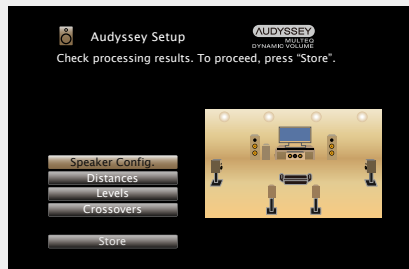 Audyssey Setup
AUDYSSEY
MULTEQ
DYNAMIC VOLUME
Check processing results. To proceed, press “Store”.
Speaker Config.
Distances
Levels
Crossovers
Store